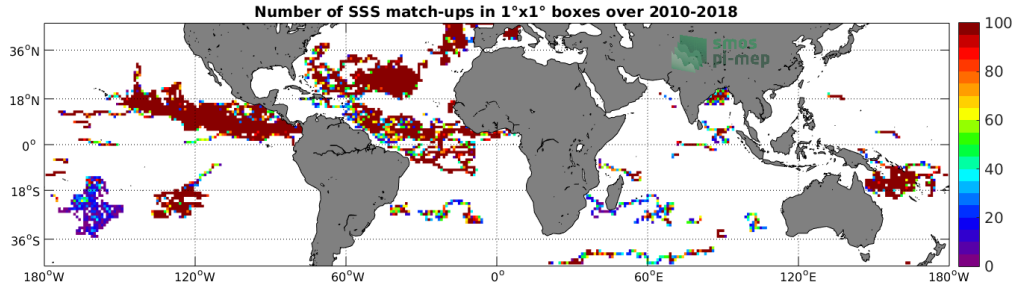 Number of SSS match-ups in 1°x1° boxes over 2010-2018
smos
pi-mep
36°N
18°N
0°
18°S
36°S
180°W
120°W
60°W
0°
60°E
120°E
180°W
100
80
60
40
20
0